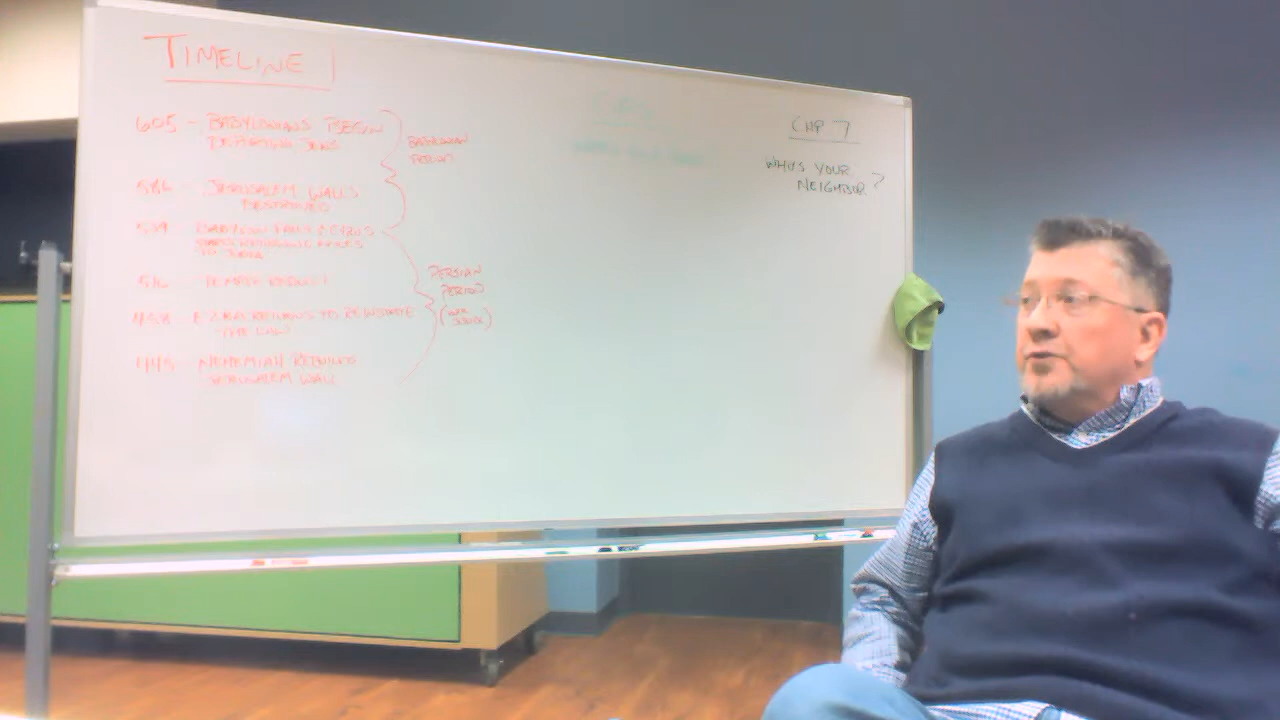 TIMELINE
605 - BABYLONIANS BEGIN
DEPORTING JEWS
BABYLONIAN
PERIOD
586 - JERUSALEM WALLS
DESTROYED
539 - BABYLON FALLS &
TO JUDAH
516 - TEMPLE REBUILT
PERSIAN
PERIOD
458 - EZRA RETURNS TO REINSTATE
THE LAW
445 - NEHEMIAH REBUILDS
JERUSALEM WALL
CHP 7
WHO'S YOUR
NEIGHBOR?